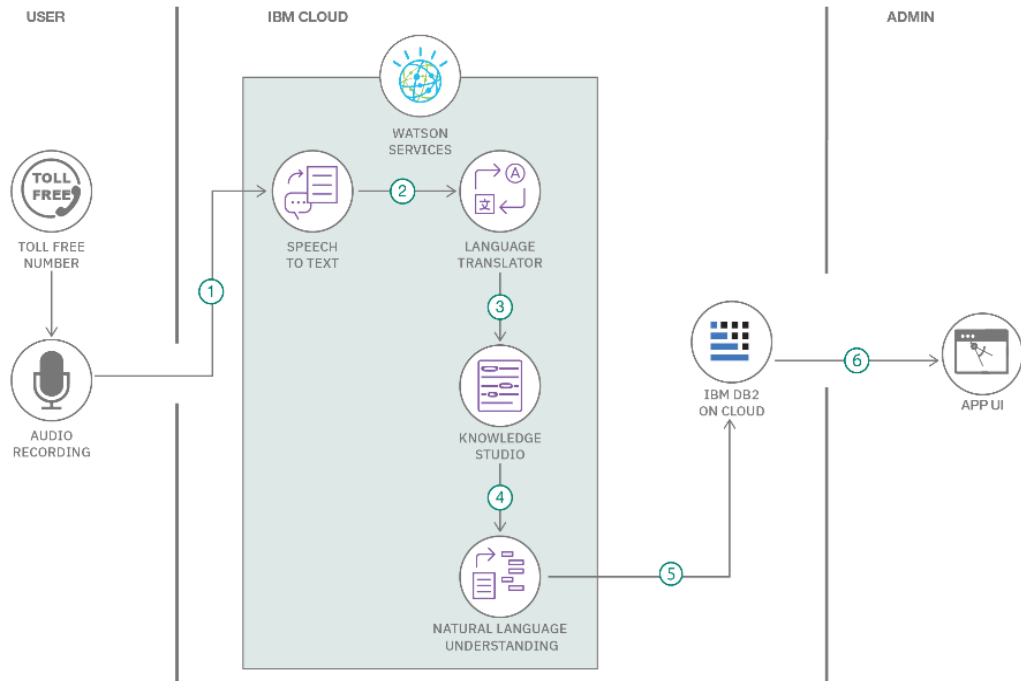 USER
IBM CLOUD
ADMIN
WATSON
SERVICES
TOLL
FREE
TOLL FREE
NUMBER
1
SPEECH
TO TEXT
2
A
文
LANGUAGE
TRANSLATOR
3
AUDIO
RECORDING
KNOWLEDGE
STUDIO
4
NATURAL LANGUAGE
UNDERSTANDING
5
IBM DB2
ON CLOUD
6
APP UI